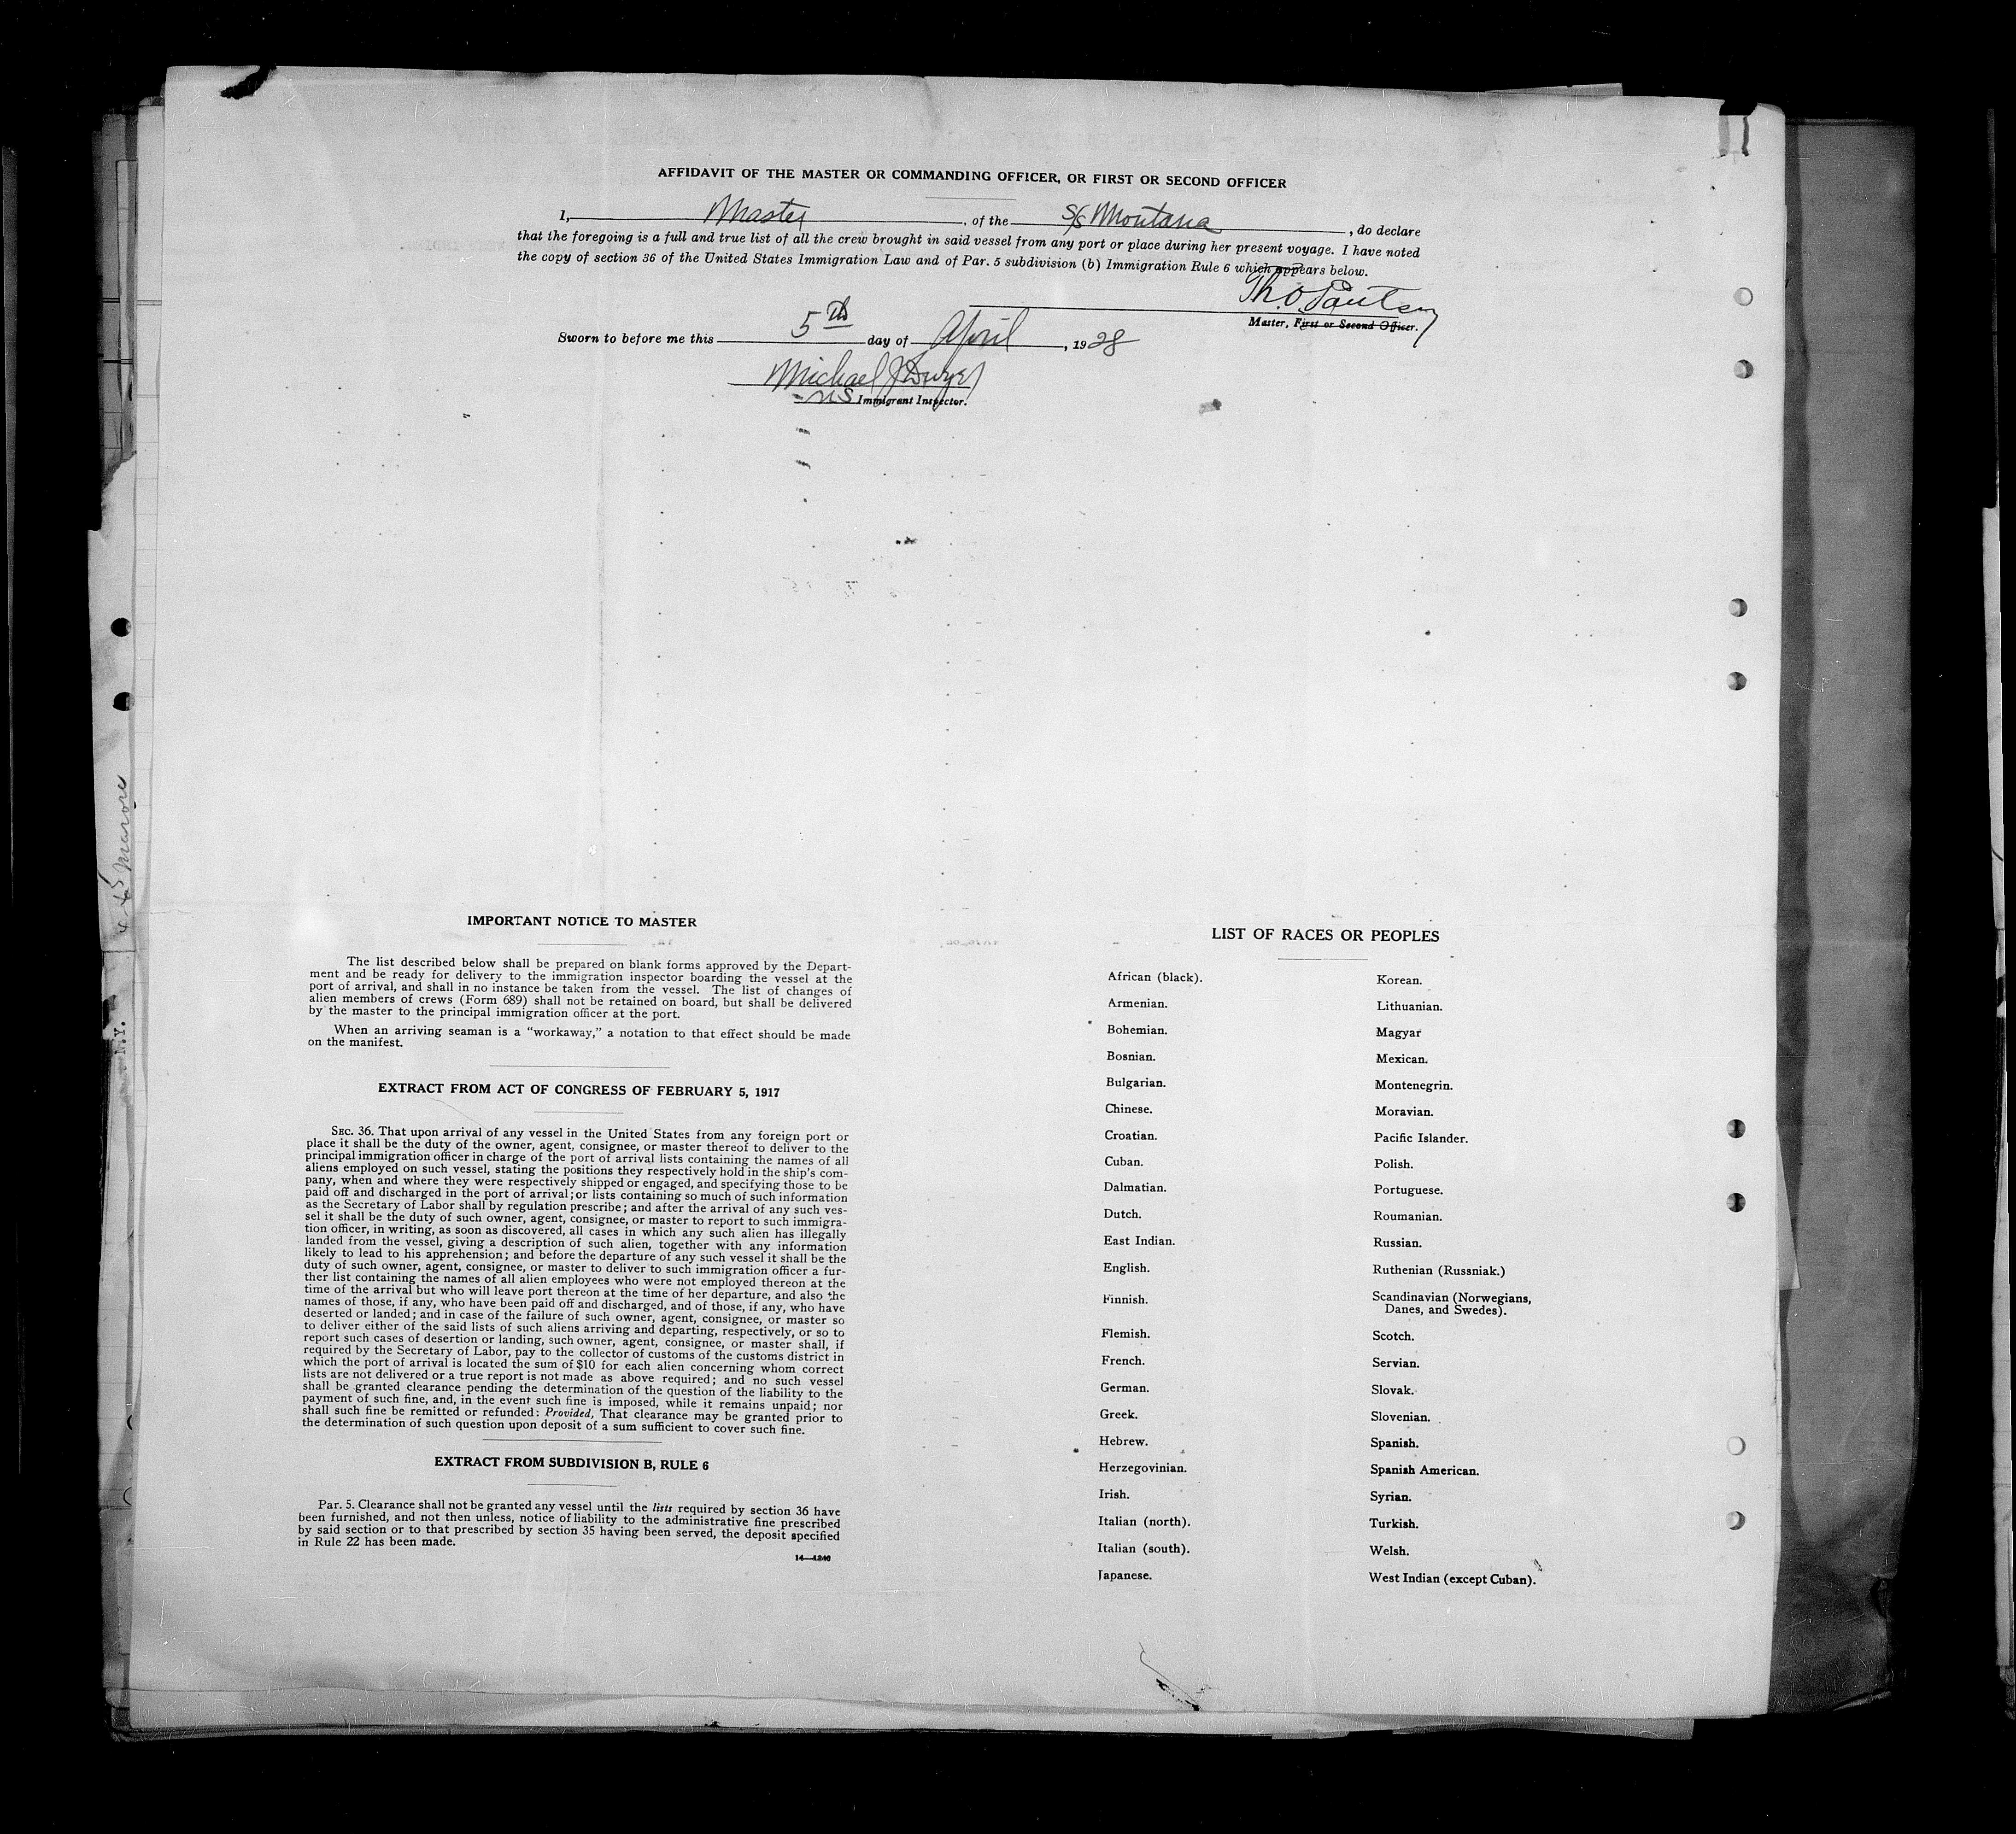 AFFIDAVIT OF THE MASTER OR COMMANDING OFFICER, OR FIRST OR SECOND OFFICER
I, Master, of the S/S Montana, do declare
that the foregoing is a full and true list of all the crew brought in said vessel from any port or place during her present voyage. I have noted
the copy of section 36 of the United States Immigration Law and of Par. 5 subdivision (b) Immigration Rule 6 which appears below.
Master, First or Second Officer.
Sworn to before me this 5th day of April, 1928
Michael J Dwyer
US Immigrant Inspector.
N.Y.
IMPORTANT NOTICE TO MASTER
The list described below shall be prepared on blank forms approved by the Depart-
ment and be ready for delivery to the immigration inspector boarding the vessel at the
port of arrival, and shall in no instance be taken from the vessel. The list of changes of
alien members of crews (Form 689) shall not be retained on board, but shall be delivered
by the master to the principal immigration officer at the port.
When an arriving seaman is a "workaway," a notation to that effect should be made
on the manifest.
EXTRACT FROM ACT OF CONGRESS OF FEBRUARY 5, 1917
SEC. 36. That upon arrival of any vessel in the United States from any foreign port or
place it shall be the duty of the owner, agent, consignee, or master thereof to deliver to the
principal immigration officer in charge of the port of arrival lists containing the names of all
aliens employed on such vessel, stating the positions they respectively hold in the ship's com-
pany, when and where they were respectively shipped or engaged, and specifying those to be
paid off and discharged in the port of arrival; or lists containing so much of such information
as the Secretary of Labor shall by regulation prescribe; and after the arrival of any such ves-
sel it shall be the duty of such owner, agent, consignee, or master to report to such immigra-
tion officer, in writing, as soon as discovered, all cases in which any such alien has illegally
landed from the vessel, giving a description of such alien, together with any information
likely to lead to his apprehension; and before the departure of any such vessel it shall be the
duty of such owner, agent, consignee, or master to deliver to such immigration officer a fur-
ther list containing the names of all alien employees who were not employed thereon at the
time of the arrival but who will leave port thereon at the time of her departure, and also the
names of those, if any, who have been paid off and discharged, and of those, if any, who have
deserted or landed; and in case of the failure of such owner, agent, consignee, or master so
to deliver either of the said lists of such aliens arriving and departing, respectively, or so to
report such cases of desertion or landing, such owner, agent, consignee, or master shall, if
required by the Secretary of Labor, pay to the collector of customs of the customs district in
which the port of arrival is located the sum of $10 for each alien concerning whom correct
lists are not delivered or a true report is not made as above required; and no such vessel
shall be granted clearance pending the determination of the question of the liability to the
payment of such fine, and, in the event such fine is imposed, while it remains unpaid; nor
shall such fine be remitted or refunded: Provided, That clearance may be granted prior to
the determination of such question upon deposit of a sum sufficient to cover such fine.
EXTRACT FROM SUBDIVISION B, RULE 6
Par. 5. Clearance shall not be granted any vessel until the lists required by section 36 have
been furnished, and not then unless, notice of liability to the administrative fine prescribed
by said section or to that prescribed by section 35 having been served, the deposit specified
in Rule 22 has been made.
14—1240
LIST OF RACES OR PEOPLES
African (black).
Armenian.
Bohemian.
Bosnian.
Bulgarian.
Chinese.
Croatian.
Cuban.
Dalmatian.
Dutch.
East Indian.
English.
Finnish.
Flemish.
French.
German.
Greek.
Hebrew.
Herzegovinian.
Irish.
Italian (north).
Italian (south).
Japanese.
Korean.
Lithuanian.
Magyar
Mexican.
Montenegrin.
Moravian.
Pacific Islander.
Polish.
Portuguese.
Roumanian.
Russian.
Ruthenian (Russniak.)
Scandinavian (Norwegians,
Danes, and Swedes).
Scotch.
Servian.
Slovak.
Slovenian.
Spanish.
Spanish American.
Syrian.
Turkish.
Welsh.
West Indian (except Cuban).